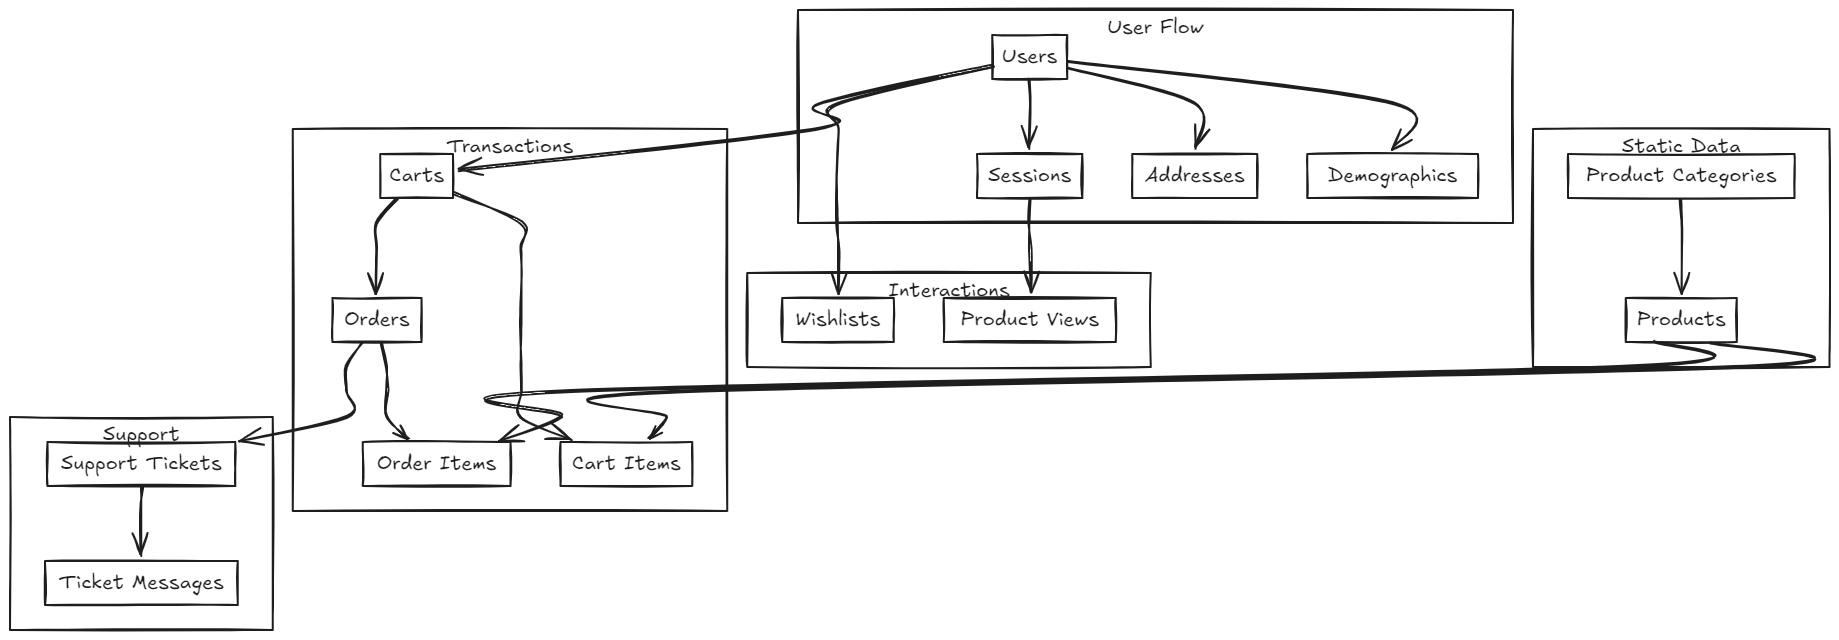 User Flow
Users
Transactions
Static Data
Carts
Sessions
Addresses
Demographics
Product Categories
Interactions
Orders
Wishlists
Product Views
Products
Support
Support Tickets
Order Items
Cart Items
Ticket Messages